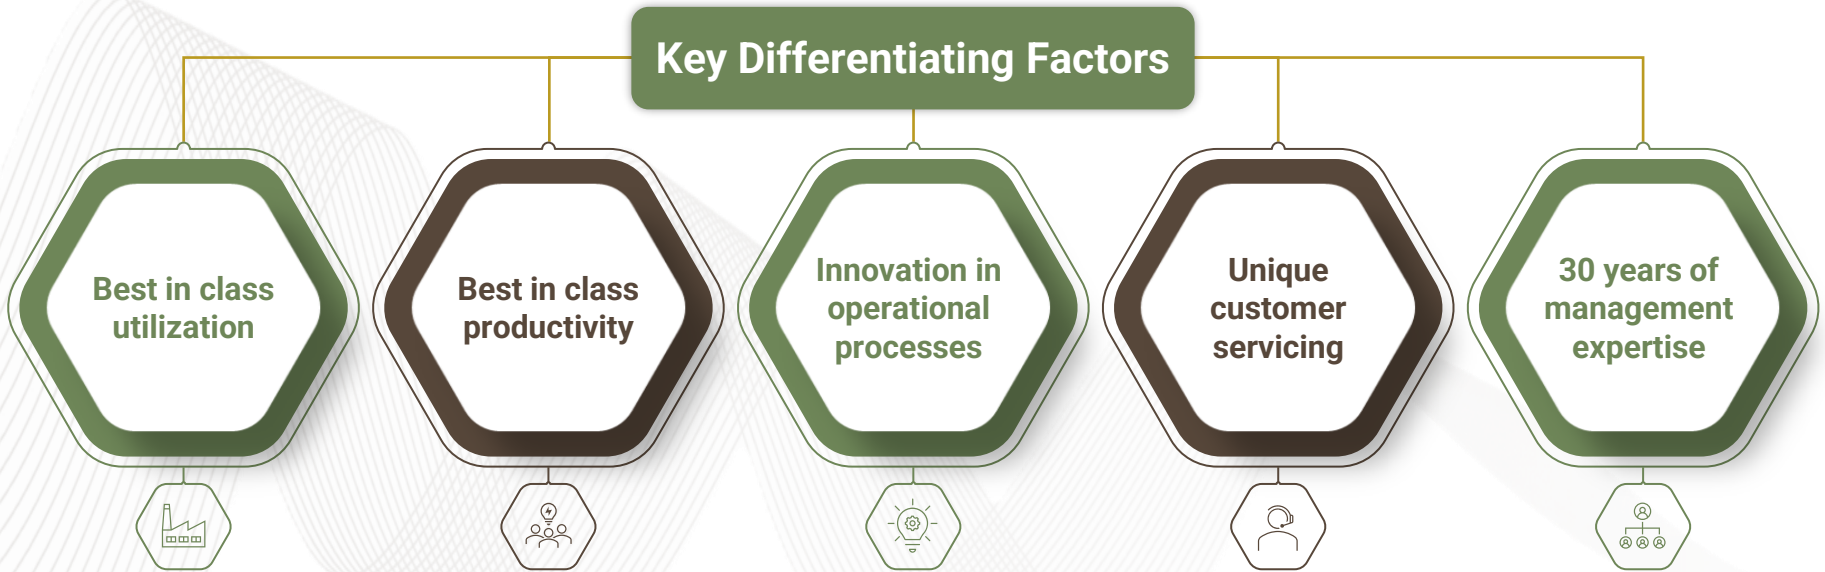 Key Differentiating Factors
Best in class
utilization
Best in class
productivity
Innovation in
operational
processes
Unique
customer
servicing
30 years of
management
expertise